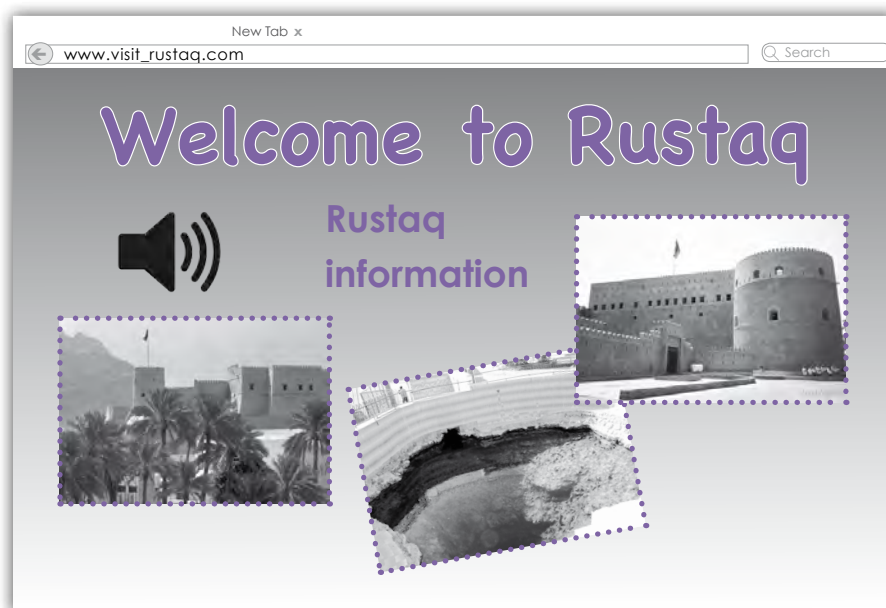 New Tab x
www.visit_rustaq.com
Search
Welcome to Rustaq
Rustaq
information